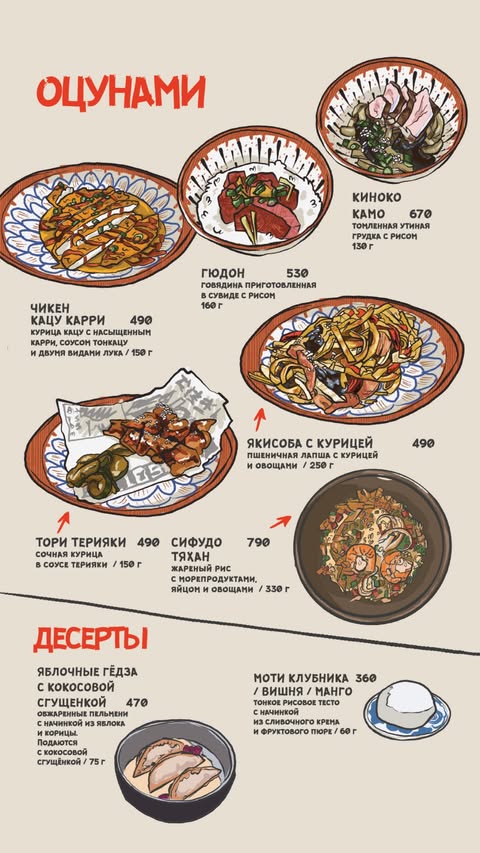 ОЦУНАМИ
КИНОКО
КАМО 670
ТОМЛЕННАЯ УТИНАЯ
ГРУДКА С РИСОМ
130 Г
ГЮДОН 530
ГОВЯДИНА ПРИГОТОВЛЕННАЯ
В СУВИДЕ С РИСОМ
160 Г
ЧИКЕН
КАЦУ КАРРИ 490
КУРИЦА КАЦУ С НАСЫЩЕННЫМ
КАРРИ, СОУСОМ ТОНКАЦУ
И ДВУМЯ ВИДАМИ ЛУКА / 150 Г
ЯКИСОБА С КУРИЦЕЙ 490
ПШЕНИЧНАЯ ЛАПША С КУРИЦЕЙ
И ОВОЩАМИ / 250 Г
ТОРИ ТЕРИЯКИ 490
СОЧНАЯ КУРИЦА
В СОУСЕ ТЕРИЯКИ / 150 Г
СИФУДО 790
ТЯХАН
ЖАРЕНЫЙ РИС
С МОРЕПРОДУКТАМИ,
ЯЙЦОМ И ОВОЩАМИ / 330 Г
ДЕСЕРТЫ
ЯБЛОЧНЫЕ ГЁДЗА
С КОКОСОВОЙ
СГУЩЕНКОЙ 470
ОБЖАРЕННЫЕ ПЕЛЬМЕНИ
С НАЧИНКОЙ ИЗ ЯБЛОКА
И КОРИЦЫ.
ПОДАЮТСЯ
С КОКОСОВОЙ
СГУЩЁНКОЙ / 75 Г
МОТИ КЛУБНИКА 360
/ ВИШНЯ / МАНГО
ТОНКОЕ РИСОВОЕ ТЕСТО
С НАЧИНКОЙ
ИЗ СЛИВОЧНОГО КРЕМА
И ФРУКТОВОГО ПЮРЕ / 60 Г